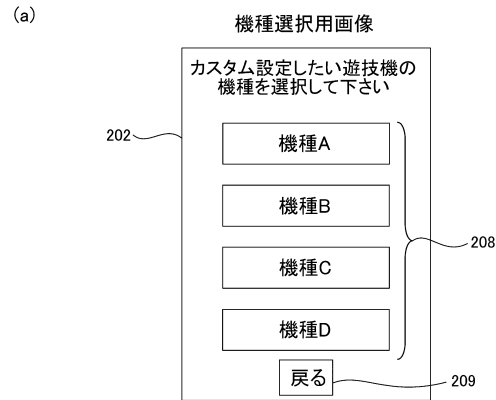 (a)
機種選択用画像
カスタム設定したい遊技機の
機種を選択して下さい
202
機種A
機種B
機種C
208
機種D
戻る
209